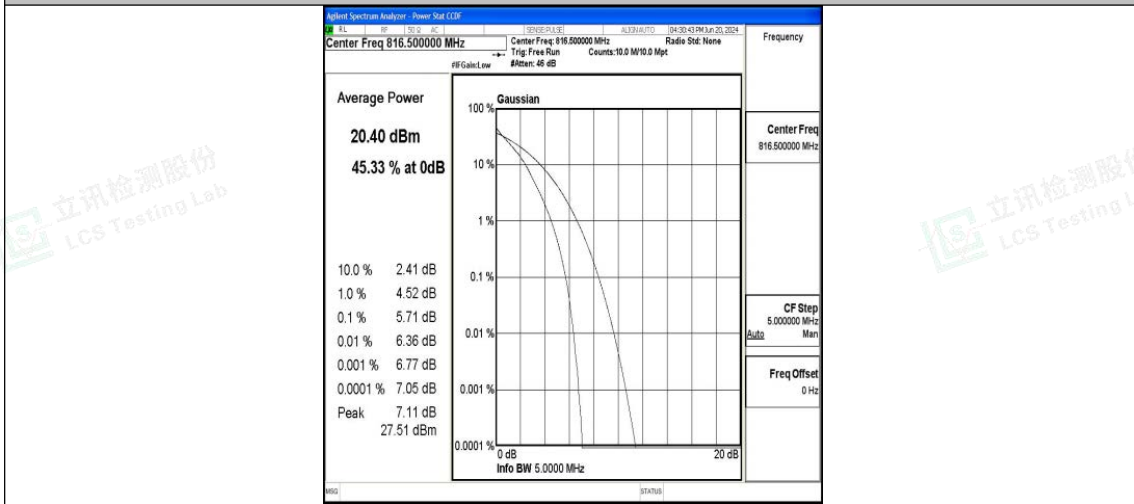 Agilent Spectrum Analyzer - Power Stat CCDF
RL RF 50 Ω AC SENSE:PULSE ALIGN AUTO 04:30:43 PM Jun 20, 2024
Center Freq 816.500000 MHz
Center Freq: 816.500000 MHz Radio Std: None
Trig: Free Run Counts:10.0 M/10.0 Mpt
#IFGain:Low #Atten: 46 dB
Frequency
Average Power
20.40 dBm
45.33 % at 0dB
10.0 % 2.41 dB
1.0 % 4.52 dB
0.1 % 5.71 dB
0.01 % 6.36 dB
0.001 % 6.77 dB
0.0001 % 7.05 dB
Peak 7.11 dB
27.51 dBm
Gaussian
100 %
10 %
1 %
0.1 %
0.01 %
0.001 %
0.0001 %
0 dB 20 dB
Info BW 5.0000 MHz
Center Freq
816.500000 MHz
CF Step
5.000000 MHz
Auto Man
Freq Offset
0 Hz
MSG STATUS
立讯检测股份
LCS Testing Lab
立讯检测股份
LCS Testing L